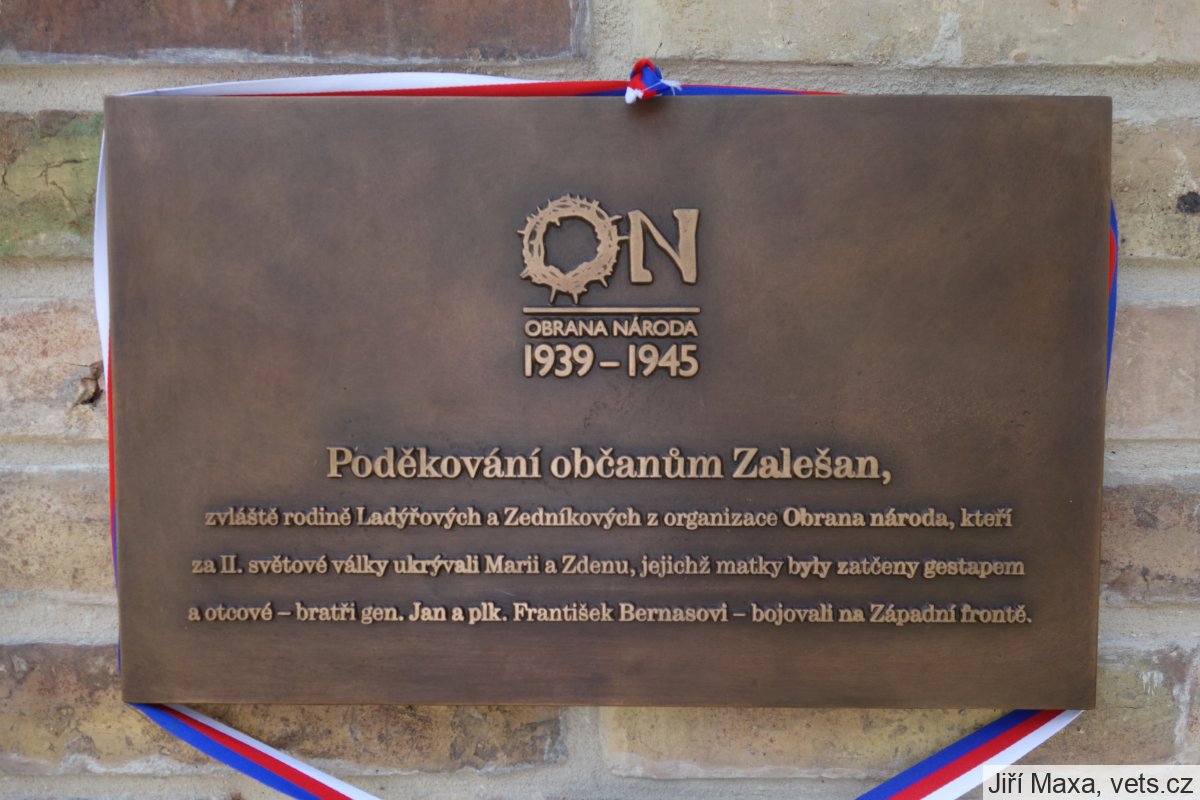 ON
OBRANA NÁRODA
1939 – 1945
Poděkování občanům Zalešan,
zvláště rodině Ladýřových a Zedníkových z organizace Obrana národa, kteří
za II. světové války ukrývali Marii a Zdenu, jejichž matky byly zatčeny gestapem
a otcové – bratři gen. Jan a plk. František Bernasovi – bojovali na Západní frontě.
Jiří Maxa, vets.cz